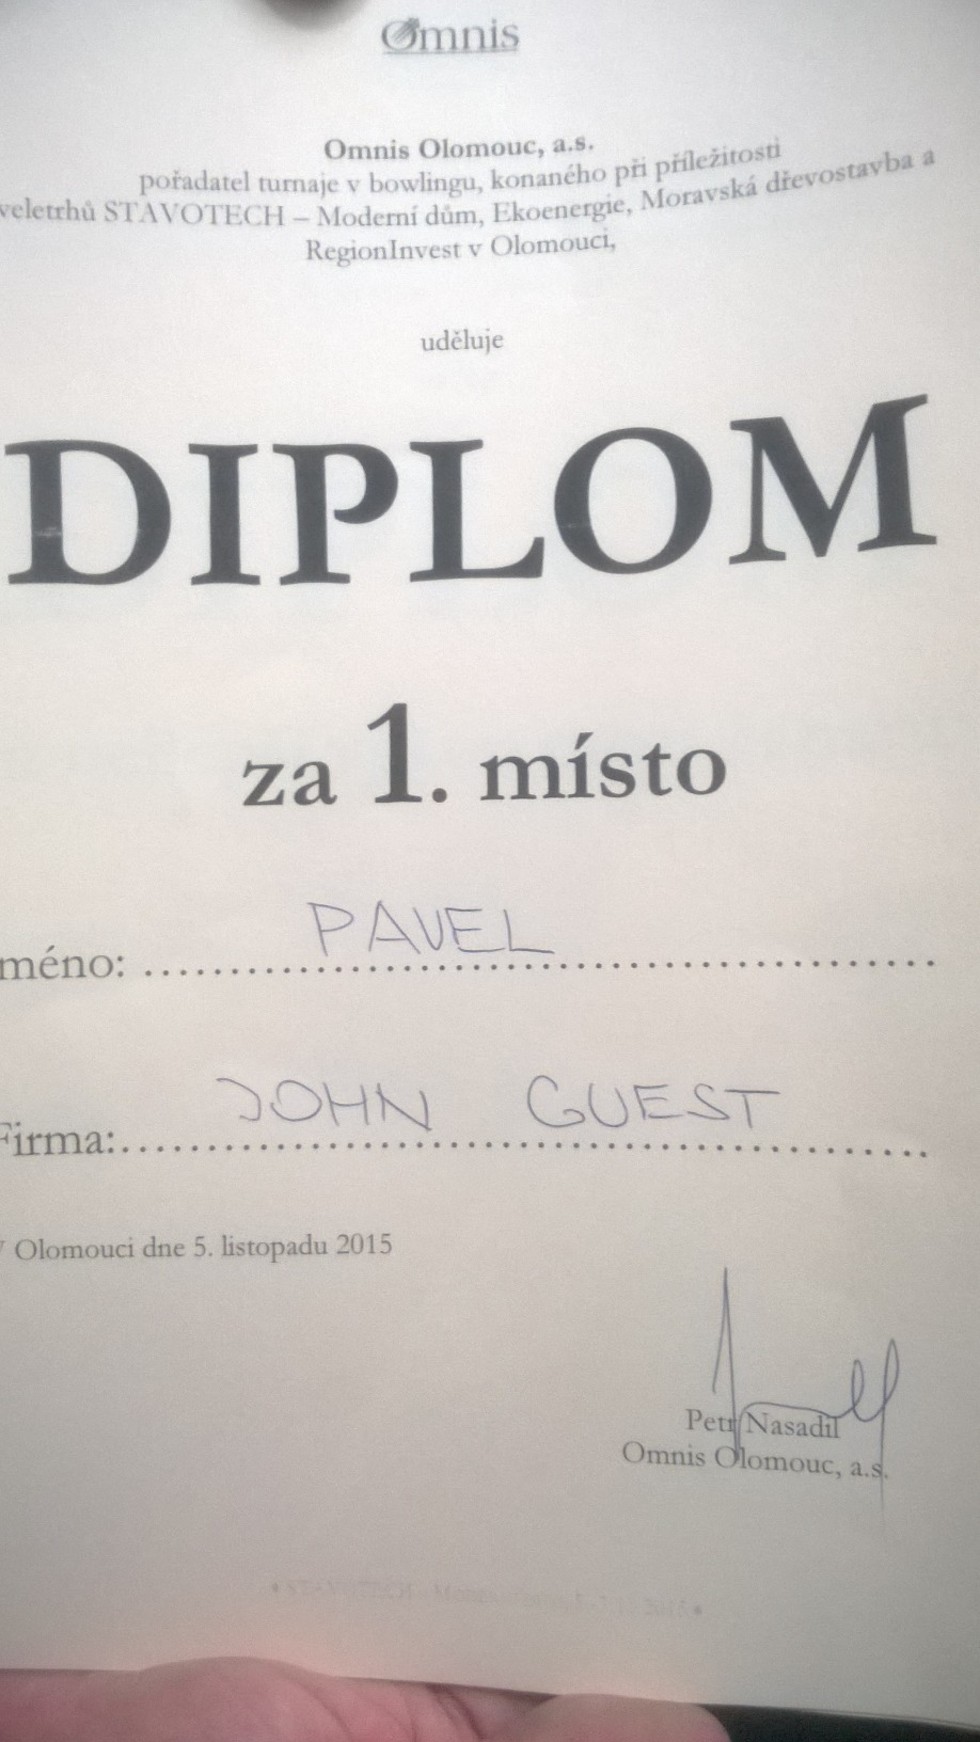 Omnis
Omnis Olomouc, a.s.
pořadatel turnaje v bowlingu, konaného při příležitosti
veletrhů STAVOTECH – Moderní dům, Ekoenergie, Moravská dřevostavba a
RegionInvest v Olomouci,
uděluje
DIPLOM
za 1. místo
méno: PAVEL
Firma: JOHN GUEST
V Olomouci dne 5. listopadu 2015
Petr Nasadil
Omnis Olomouc, a.s.